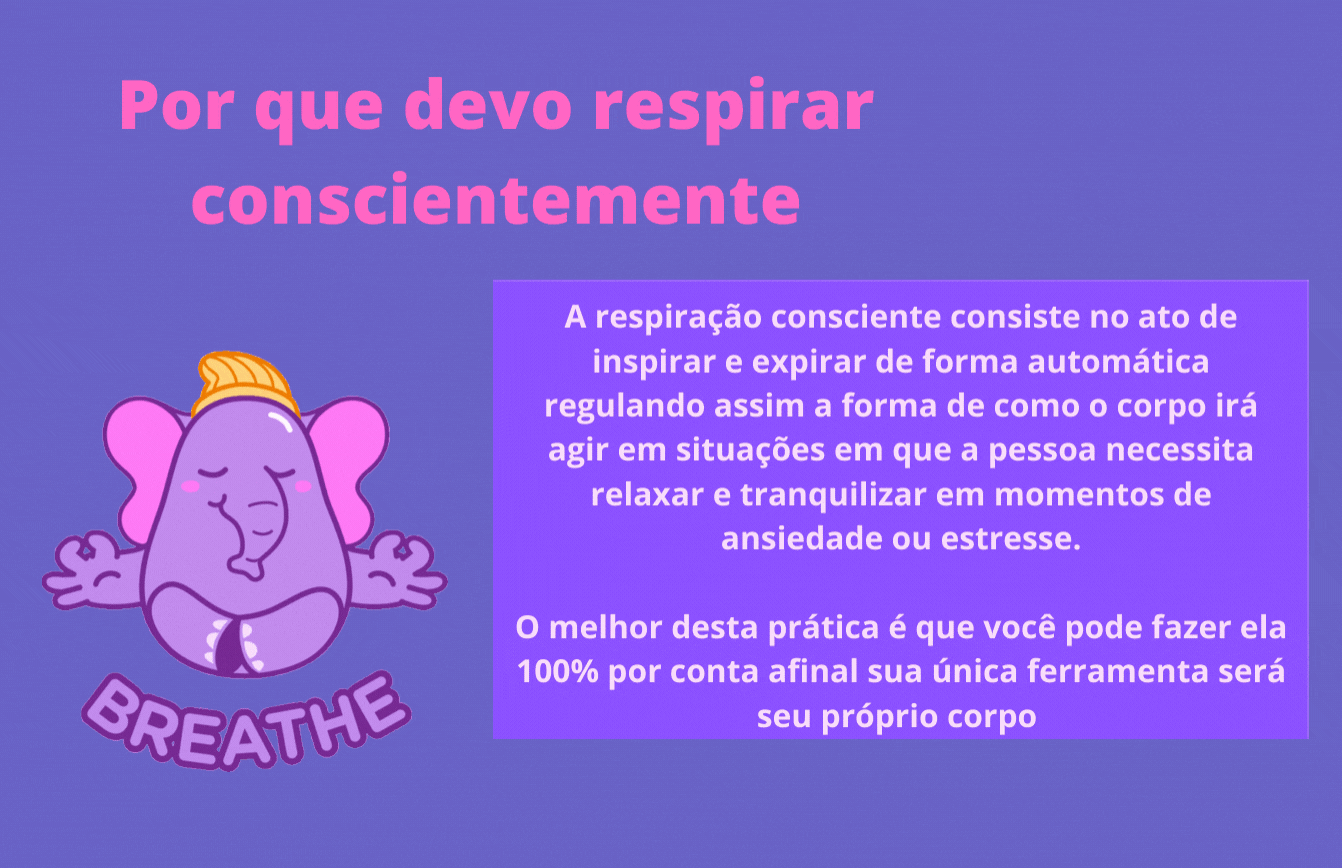 Por que devo respirar
conscientemente
A respiração consciente consiste no ato de
inspirar e expirar de forma automática
regulando assim a forma de como o corpo irá
agir em situações em que a pessoa necessita
relaxar e tranquilizar em momentos de
ansiedade ou estresse.
O melhor desta prática é que você pode fazer ela
100% por conta afinal sua única ferramenta será
seu próprio corpo
BREATHE